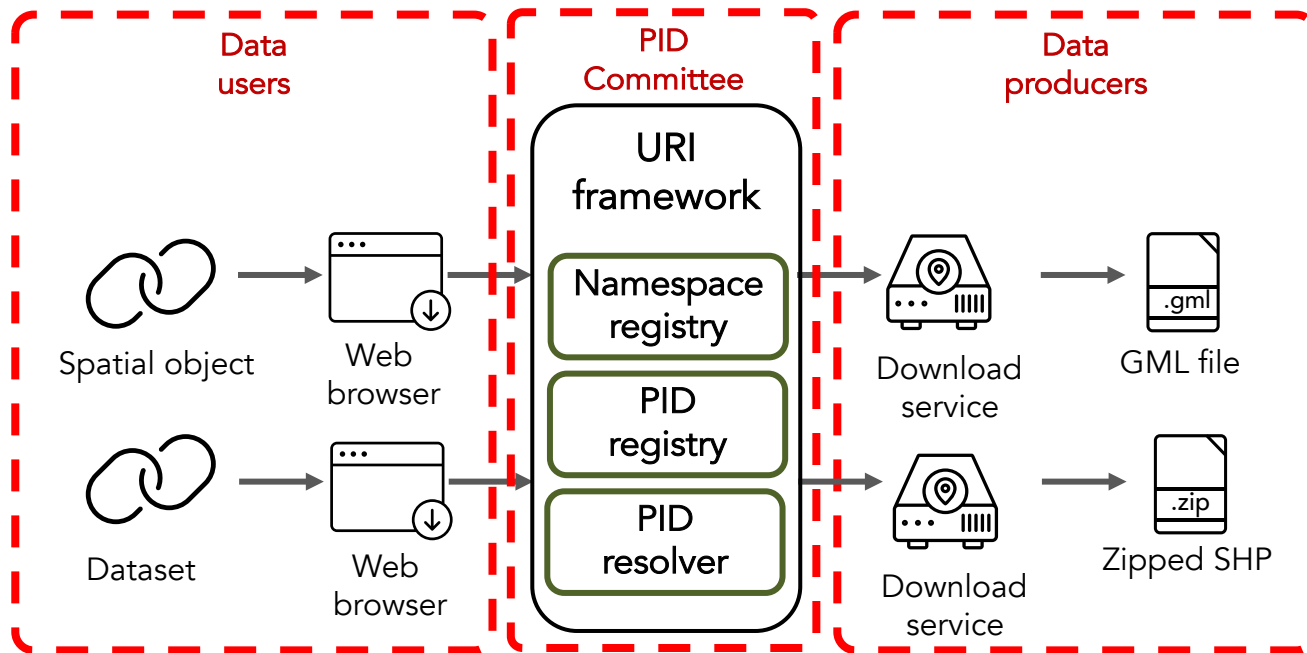 Data
users
Spatial object
Web
browser
Dataset
Web
browser
PID
Committee
URI
framework
Namespace
registry
PID
registry
PID
resolver
Data
producers
Download
service
.gml
GML file
Download
service
.zip
Zipped SHP